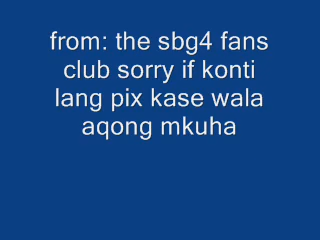 from: the sbg4 fans
club sorry if konti
lang pix kase wala
aqong mkuha